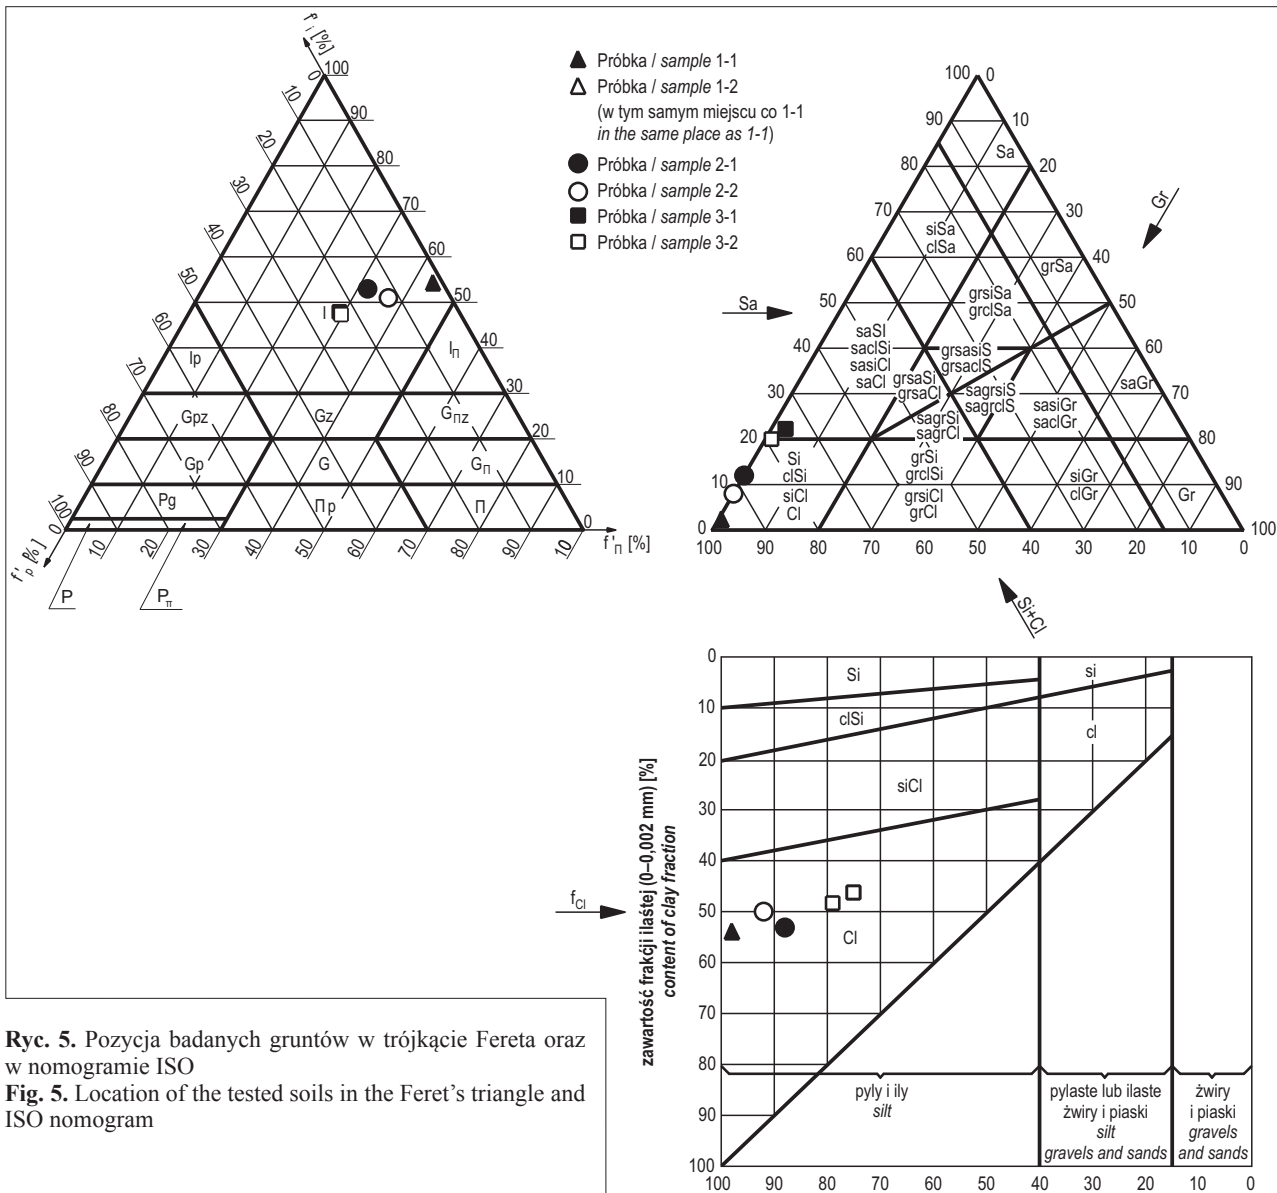 f'i [%]
0 100
10 90
20 80
30 70
40 60
50 50
60 40
70 30
80 20
90 10
100 0
0 10 20 30 40 50 60 70 80 90 10
f'p [%]
f'Π [%]
I
Ip
IΠ
Gpz Gz GΠz
Gp G GΠ
Pg Πp Π
P Pπ
Próbka / sample 1-1
Próbka / sample 1-2
(w tym samym miejscu co 1-1
in the same place as 1-1)
Próbka / sample 2-1
Próbka / sample 2-2
Próbka / sample 3-1
Próbka / sample 3-2
100 0
90 10
80 20
70 30
60 40
50 50
40 60
30 70
20 80
10 90
0 100
100 90 80 70 60 50 40 30 20 10 0
Sa
Gr
Si+Cl
Sa
siSa
clSa
grSa
grsiSa
grclSa
saSI
saclSi
sasiCl
saCl
grsasiS
grsaclS
grsaSi
grsaCl
sagrsiS
sagrclS
saGr
sasiGr
saclGr
sagrSi
sagrCl
Si
clSi
siCl
Cl
grSi
grclSi
grsiCl
grCl
siGr
clGr
Gr
0
10
20
30
40
50
60
70
80
90
100
Si
clSi
siCl
Cl
si
cl
fCl
zawartość frakćji ilaśtej (0–0,002 mm) [%]
content of clay fraction
pyly i ily
silt
pylaste lub ilaste
żwiry i piaski
silt
gravels and sands
żwiry
i piaski
gravels
and sands
100 90 80 70 60 50 40 30 20 10 0
Ryc. 5. Pozycja badanych gruntów w trójkącie Fereta oraz
w nomogramie ISO
Fig. 5. Location of the tested soils in the Feret's triangle and
ISO nomogram